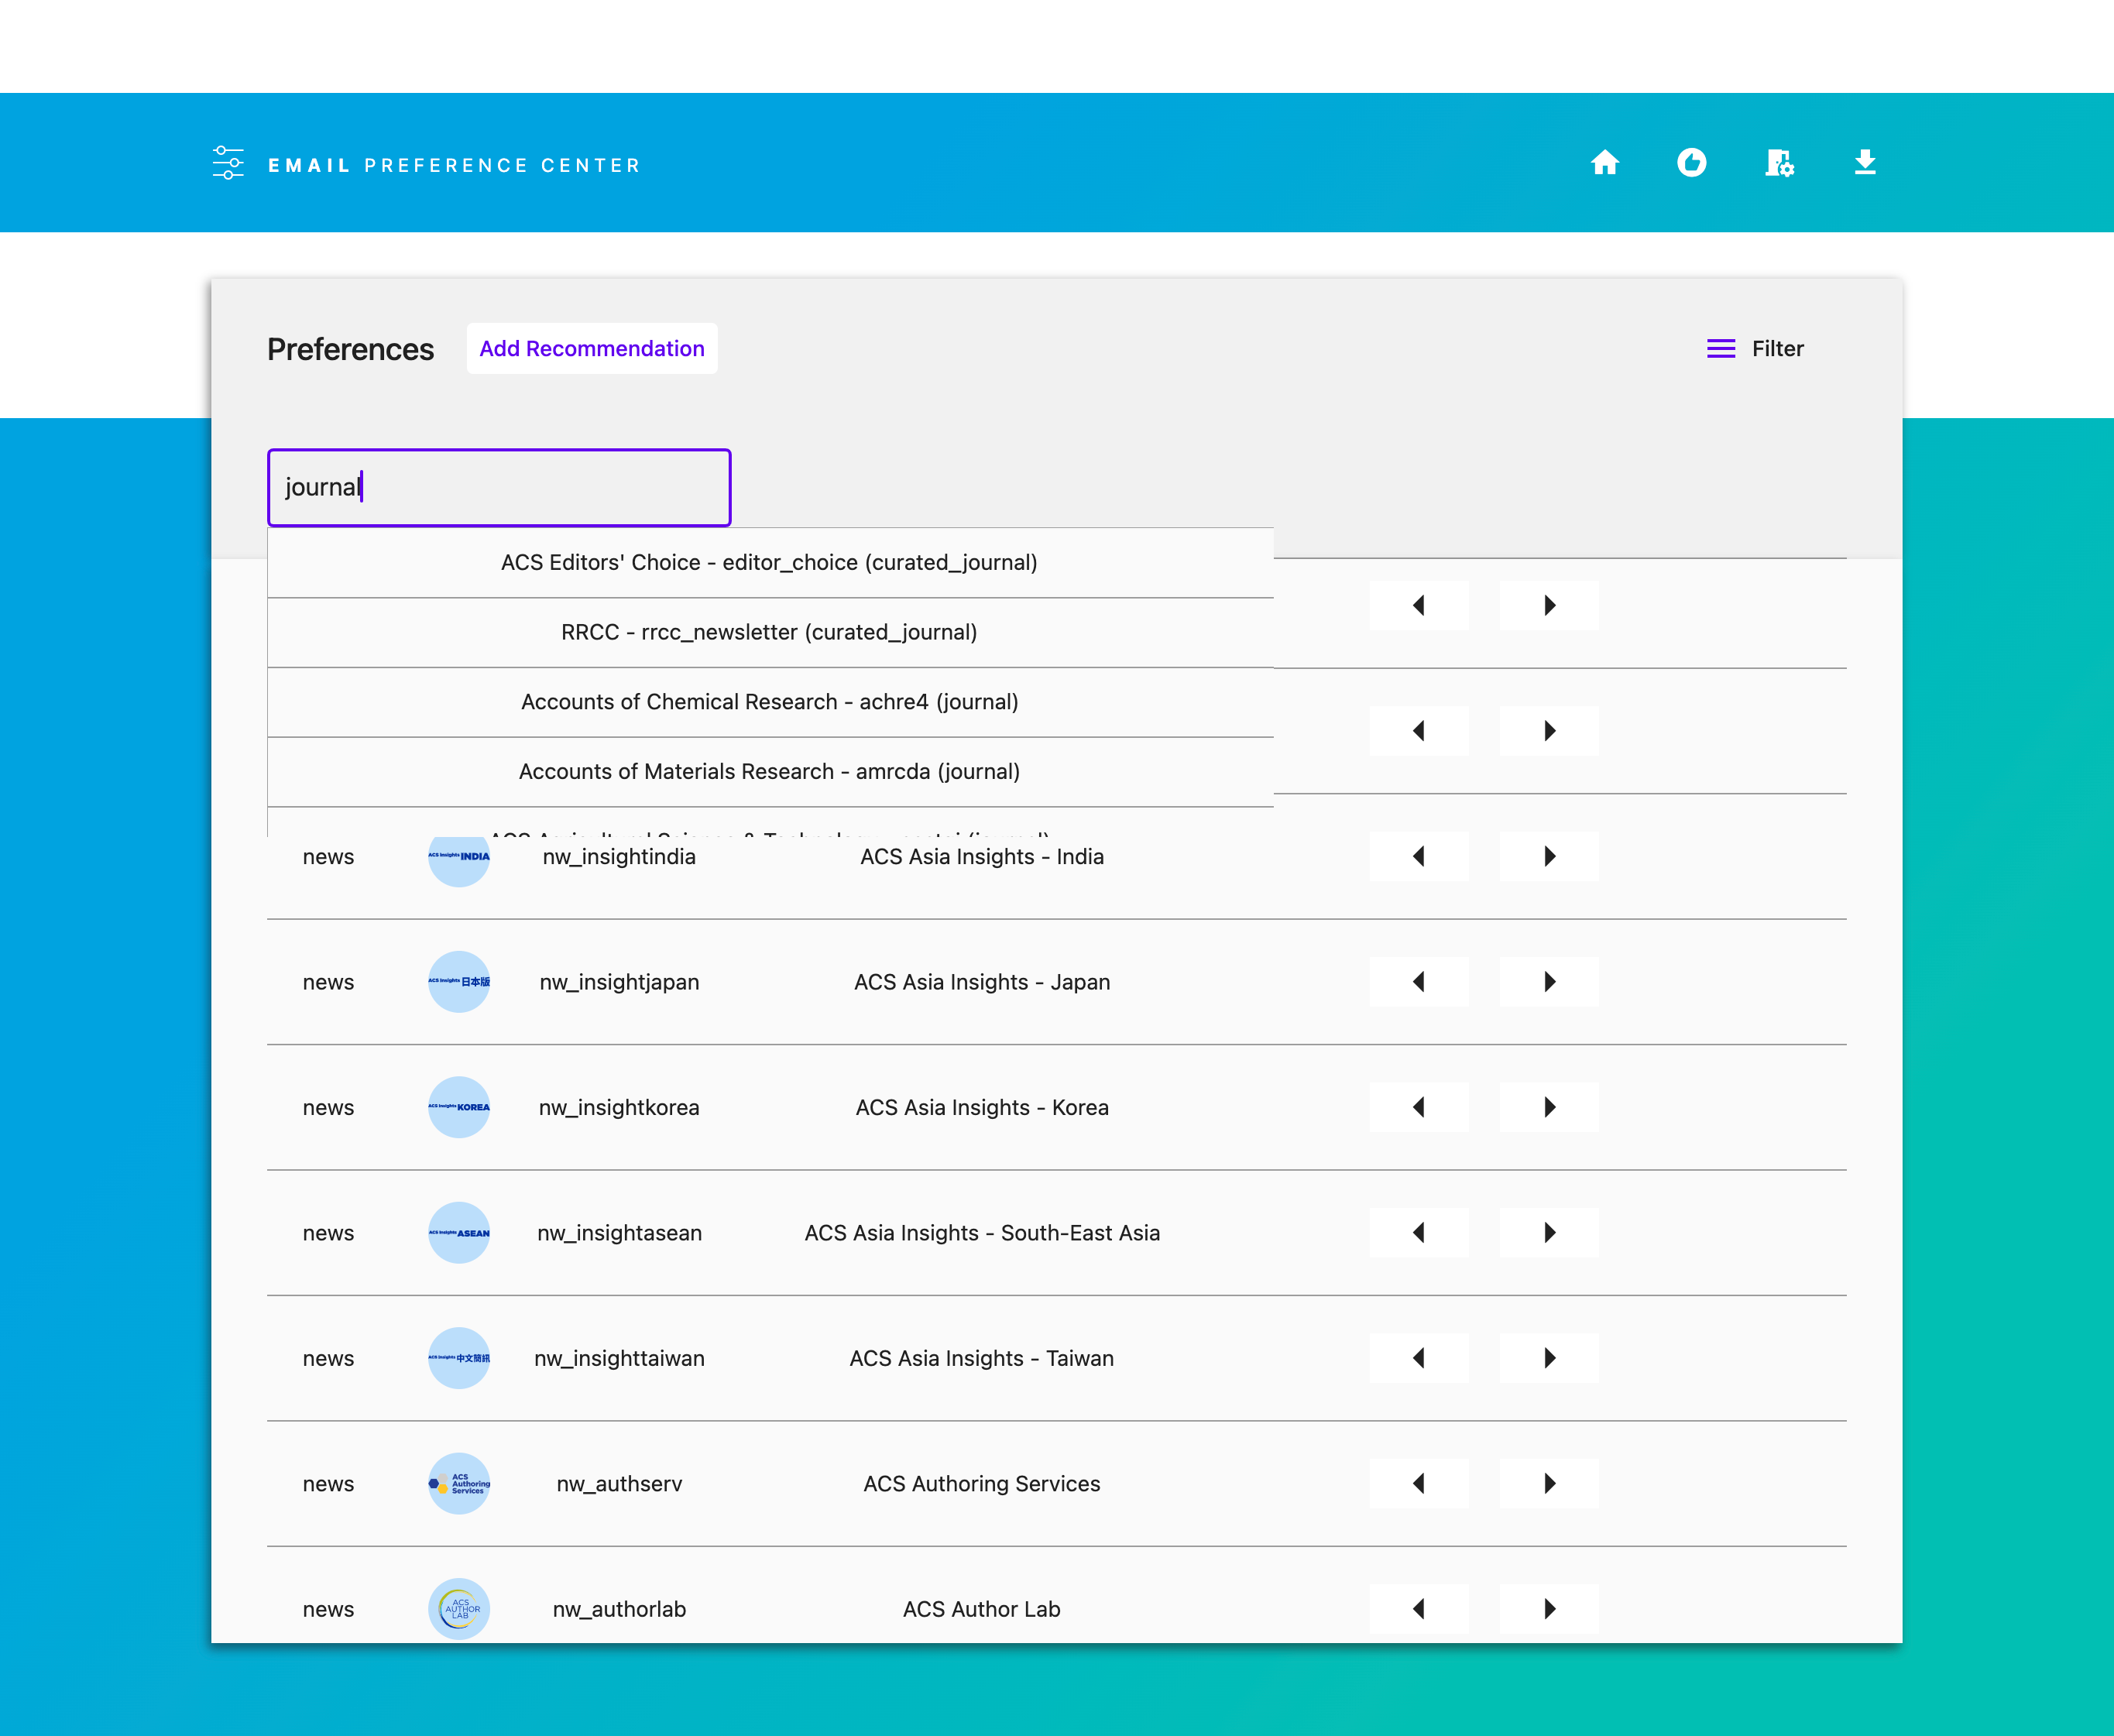 EMAIL PREFERENCE CENTER
Preferences
Add Recommendation
Filter
journal
ACS Editors' Choice - editor_choice (curated_journal)
RRCC - rrcc_newsletter (curated_journal)
Accounts of Chemical Research - achre4 (journal)
Accounts of Materials Research - amrcda (journal)
news ACS Insights INDIA nw_insightindia ACS Asia Insights - India
news ACS Insights 日本版 nw_insightjapan ACS Asia Insights - Japan
news ACS Insights KOREA nw_insightkorea ACS Asia Insights - Korea
news ACS Insights ASEAN nw_insightasean ACS Asia Insights - South-East Asia
news ACS Insights 中文簡訊 nw_insighttaiwan ACS Asia Insights - Taiwan
news ACS Authoring Services nw_authserv ACS Authoring Services
news ACS AUTHOR LAB nw_authorlab ACS Author Lab